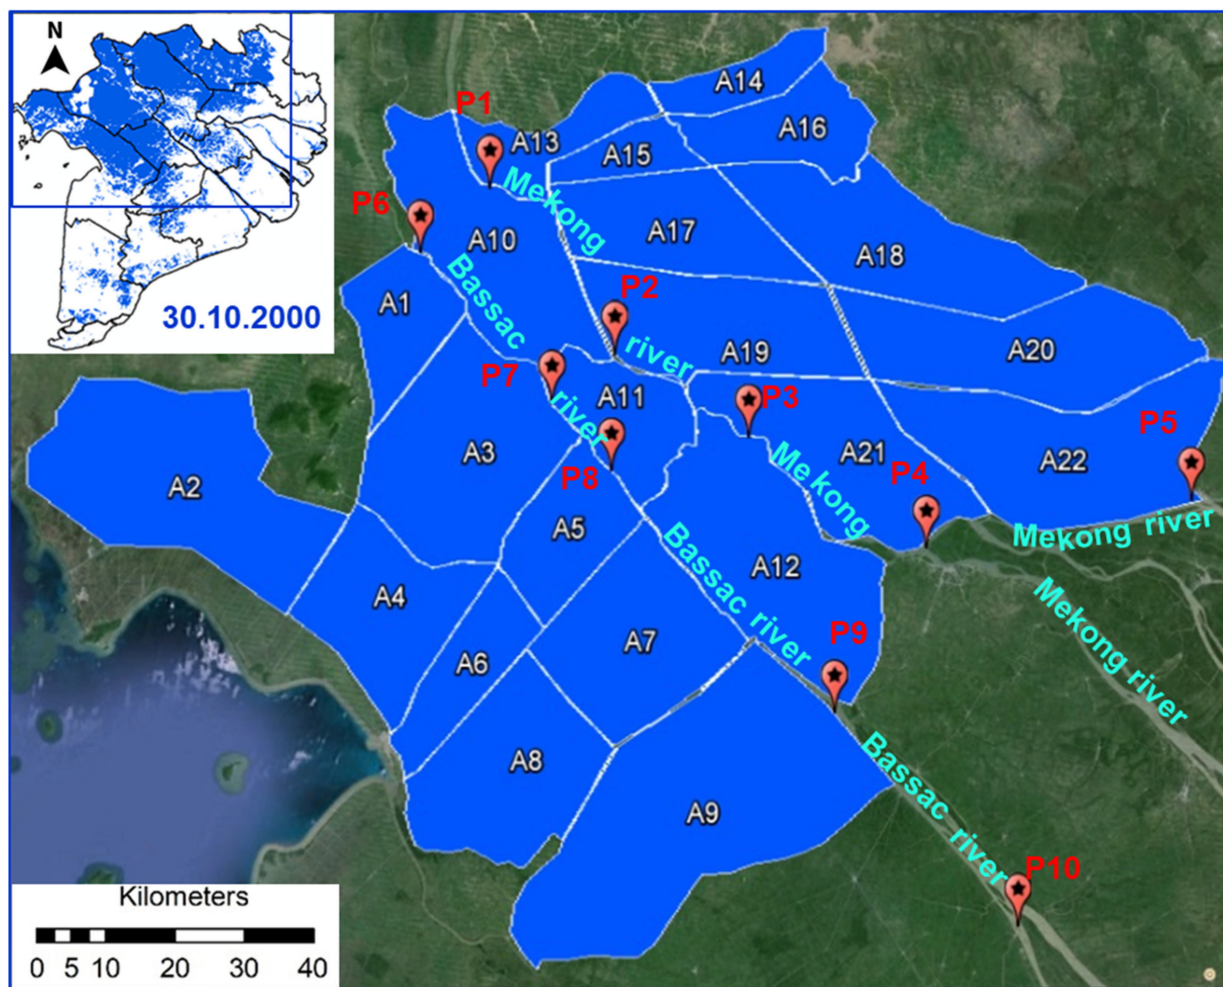 N
30.10.2000
P1
A13
A14
A15
A16
Mekong
P6
A10
A17
A18
Bassac
A1
P2
river
A19
A20
P7
A11
river
P3
P5
A3
P8
Mekong
A21
P4
A22
A2
A5
Mekong river
Bassac river
A12
A4
Mekong river
A6
A7
P9
A8
A9
Bassac river
P10
Kilometers
0 5 10 20 30 40